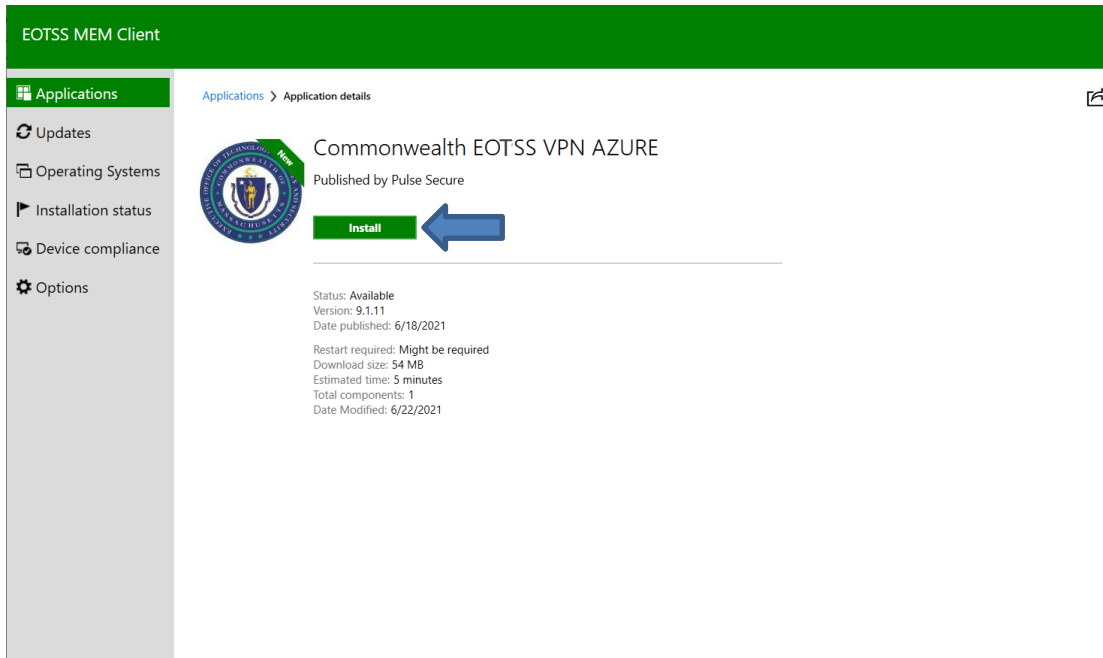 EOTSS MEM Client
Applications
Updates
Operating Systems
Installation status
Device compliance
Options
Applications > Application details
New
Commonwealth EOTSS VPN AZURE
Published by Pulse Secure
Install
Status: Available
Version: 9.1.11
Date published: 6/18/2021
Restart required: Might be required
Download size: 54 MB
Estimated time: 5 minutes
Total components: 1
Date Modified: 6/22/2021